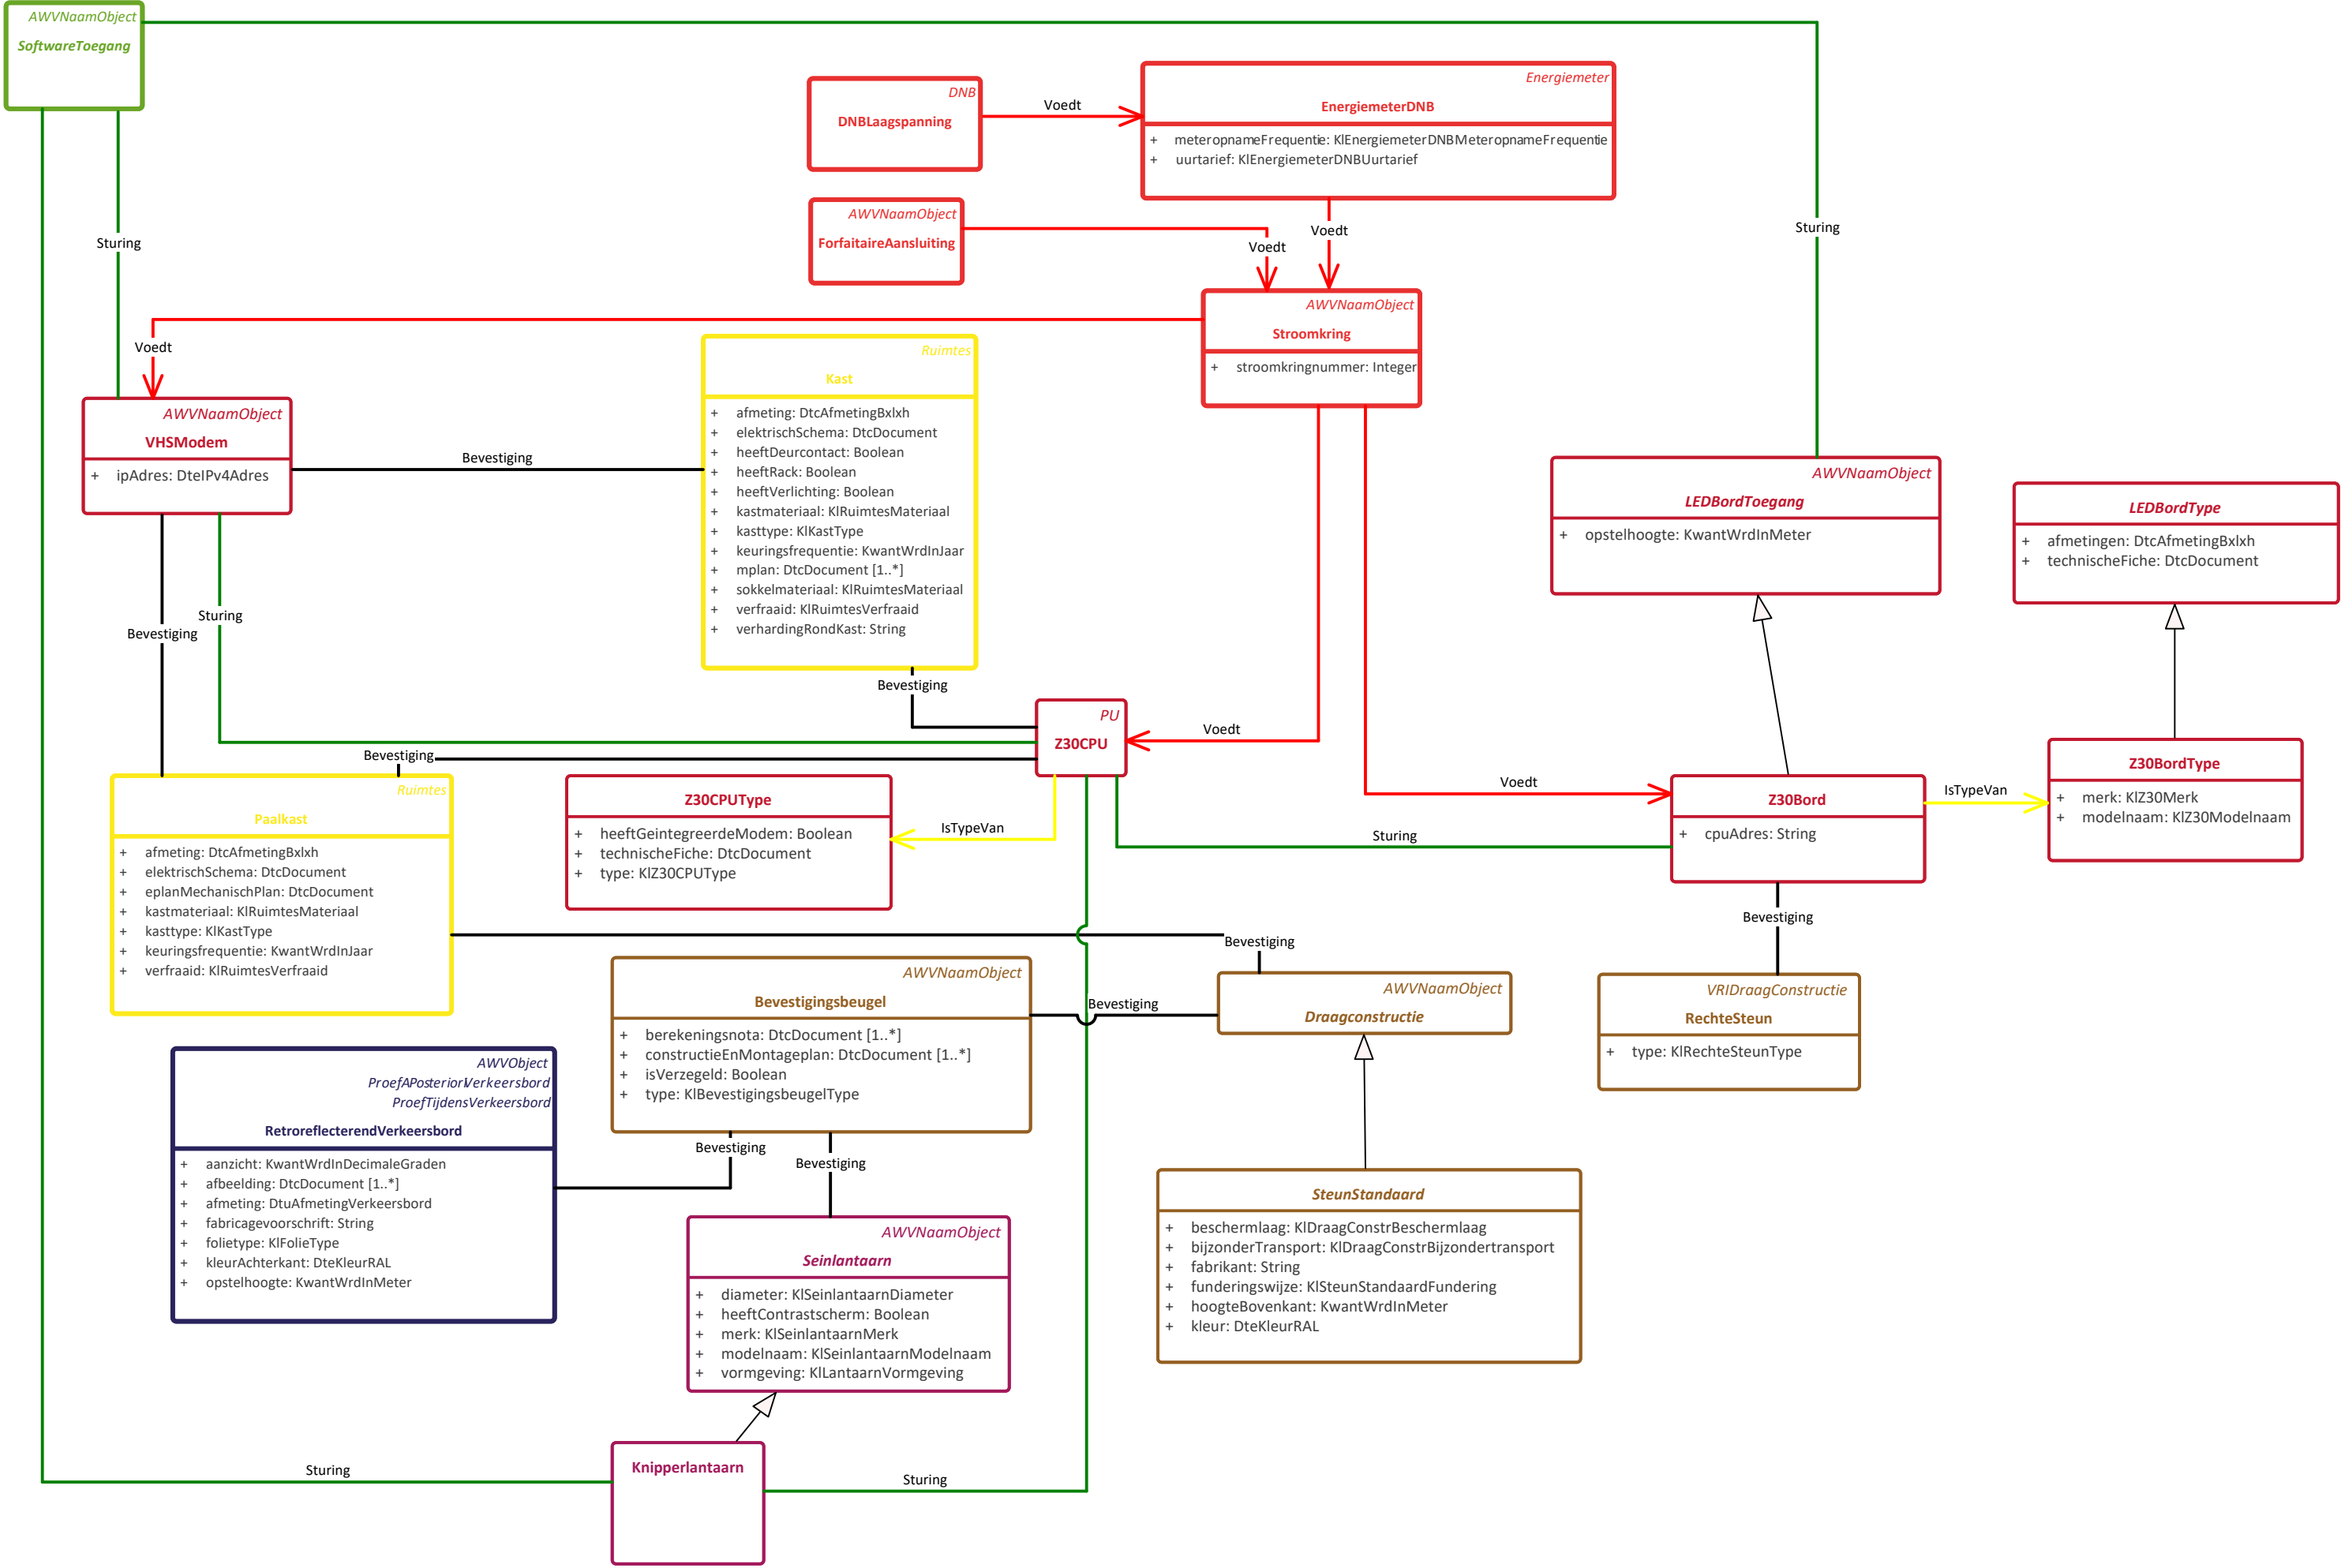 AWVNaamObject
SoftwareToegang
DNB
DNBLaagspanning
Voedt
Energiemeter
EnergiemeterDNB
+ meteropnameFrequentie: KlEnergiemeterDNBMeteropnameFrequentie
+ uurtarief: KlEnergiemeterDNBUurtarief
AWVNaamObject
ForfaitaireAansluiting
Voedt
Voedt
Sturing
Sturing
AWVNaamObject
Stroomkring
+ stroomkringnummer: Integer
Voedt
Ruimtes
Kast
+ afmeting: DtcAfmetingBxlxh
+ elektrischSchema: DtcDocument
+ heeftDeurcontact: Boolean
+ heeftRack: Boolean
+ heeftVerlichting: Boolean
+ kastmateriaal: KlRuimtesMateriaal
+ kasttype: KlKastType
+ keuringsfrequentie: KwantWrdInJaar
+ mplan: DtcDocument [1..*]
+ sokkelmateriaal: KlRuimtesMateriaal
+ verfraaid: KlRuimtesVerfraaid
+ verhardingRondKast: String
AWVNaamObject
VHSModem
+ ipAdres: DteIPv4Adres
Bevestiging
AWVNaamObject
LEDBordToegang
+ opstelhoogte: KwantWrdInMeter
LEDBordType
+ afmetingen: DtcAfmetingBxlxh
+ technischeFiche: DtcDocument
Sturing
Bevestiging
Bevestiging
PU
Z30CPU
Voedt
Bevestiging
Ruimtes
Paalkast
+ afmeting: DtcAfmetingBxlxh
+ elektrischSchema: DtcDocument
+ eplanMechanischPlan: DtcDocument
+ kastmateriaal: KlRuimtesMateriaal
+ kasttype: KlKastType
+ keuringsfrequentie: KwantWrdInJaar
+ verfraaid: KlRuimtesVerfraaid
Z30CPUType
+ heeftGeintegreerdeModem: Boolean
+ technischeFiche: DtcDocument
+ type: KlZ30CPUType
IsTypeVan
Voedt
Sturing
Z30Bord
+ cpuAdres: String
IsTypeVan
Z30BordType
+ merk: KlZ30Merk
+ modelnaam: KlZ30Modelnaam
Bevestiging
Bevestiging
AWVNaamObject
Bevestigingsbeugel
+ berekeningsnota: DtcDocument [1..*]
+ constructieEnMontageplan: DtcDocument [1..*]
+ isVerzegeld: Boolean
+ type: KlBevestigingsbeugelType
Bevestiging
AWVNaamObject
Draagconstructie
VRIDraagConstructie
RechteSteun
+ type: KlRechteSteunType
AWVObject
ProefAPosterioriVerkeersbord
ProefTijdensVerkeersbord
RetroreflecterendVerkeersbord
+ aanzicht: KwantWrdInDecimaleGraden
+ afbeelding: DtcDocument [1..*]
+ afmeting: DtuAfmetingVerkeersbord
+ fabricagevoorschrift: String
+ folietype: KlFolieType
+ kleurAchterkant: DteKleurRAL
+ opstelhoogte: KwantWrdInMeter
Bevestiging
Bevestiging
SteunStandaard
+ beschermlaag: KlDraagConstrBeschermlaag
+ bijzonderTransport: KlDraagConstrBijzondertransport
+ fabrikant: String
+ funderingswijze: KlSteunStandaardFundering
+ hoogteBovenkant: KwantWrdInMeter
+ kleur: DteKleurRAL
AWVNaamObject
Seinlantaarn
+ diameter: KlSeinlantaarnDiameter
+ heeftContrastscherm: Boolean
+ merk: KlSeinlantaarnMerk
+ modelnaam: KlSeinlantaarnModelnaam
+ vormgeving: KlLantaarnVormgeving
Knipperlantaarn
Sturing
Sturing